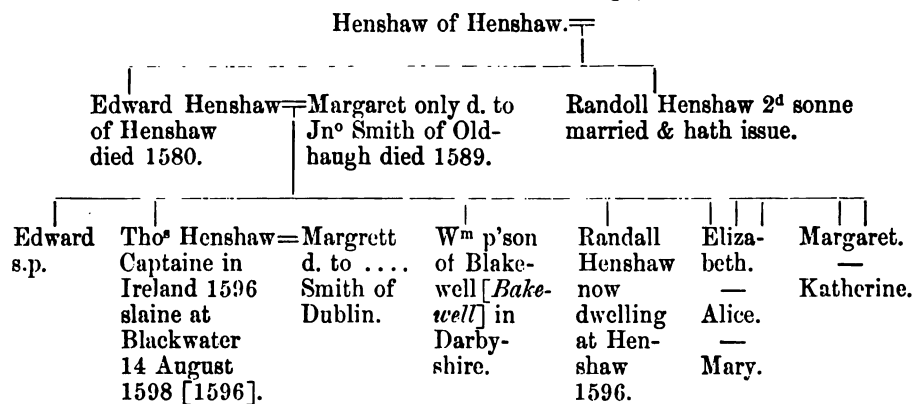 Henshaw of Henshaw.
Edward Henshaw
of Henshaw
died 1580.
Margaret only d. to
Jnᵒ Smith of Old-
haugh died 1589.
Randoll Henshaw 2ᵈ sonne
married & hath issue.
Edward
s.p.
Thoˢ Henshaw=
Captaine in
Ireland 1596
slaine at
Blackwater
14 August
1598 [1596].
Margrett
d. to ....
Smith of
Dublin.
Wᵐ p'son
of Blake-
well [Bake-
well] in
Darby-
shire.
Randall
Henshaw
now
dwelling
at Hen-
shaw
1596.
Eliza-
beth.
—
Alice.
—
Mary.
Margaret.
—
Katherine.